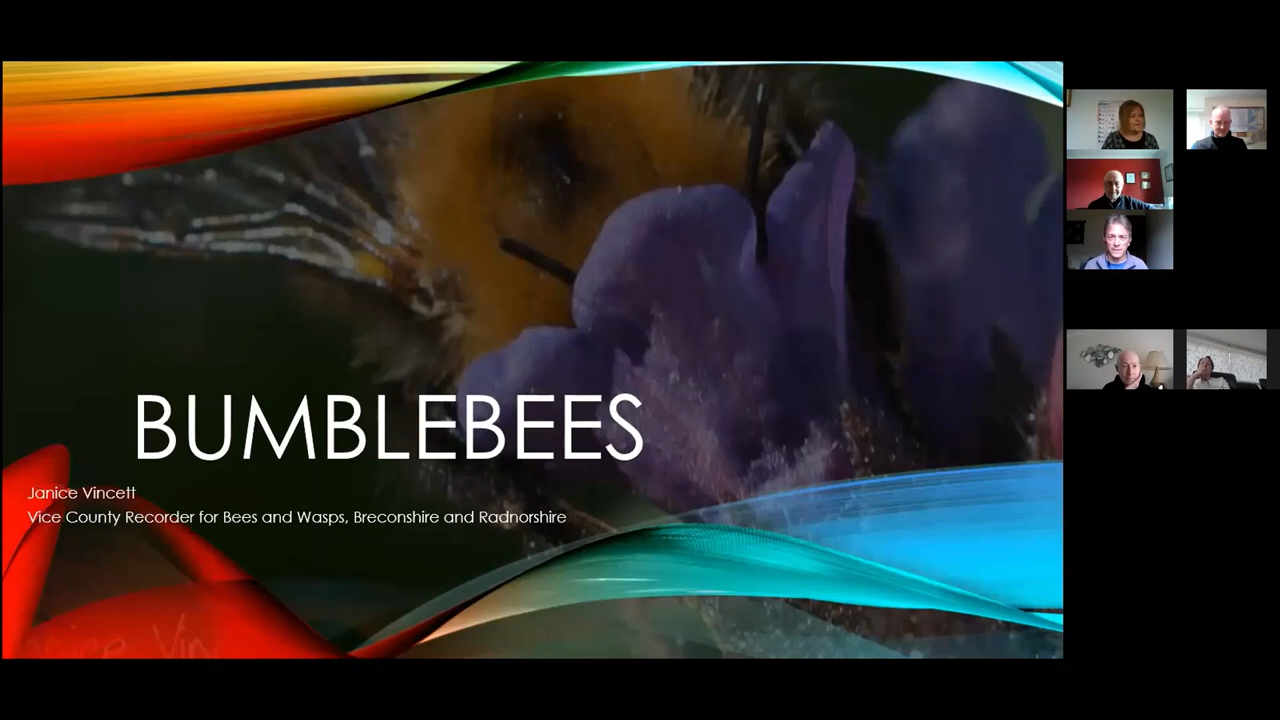 BUMBLEBEES
Janice Vincett
Vice County Recorder for Bees and Wasps, Breconshire and Radnorshire